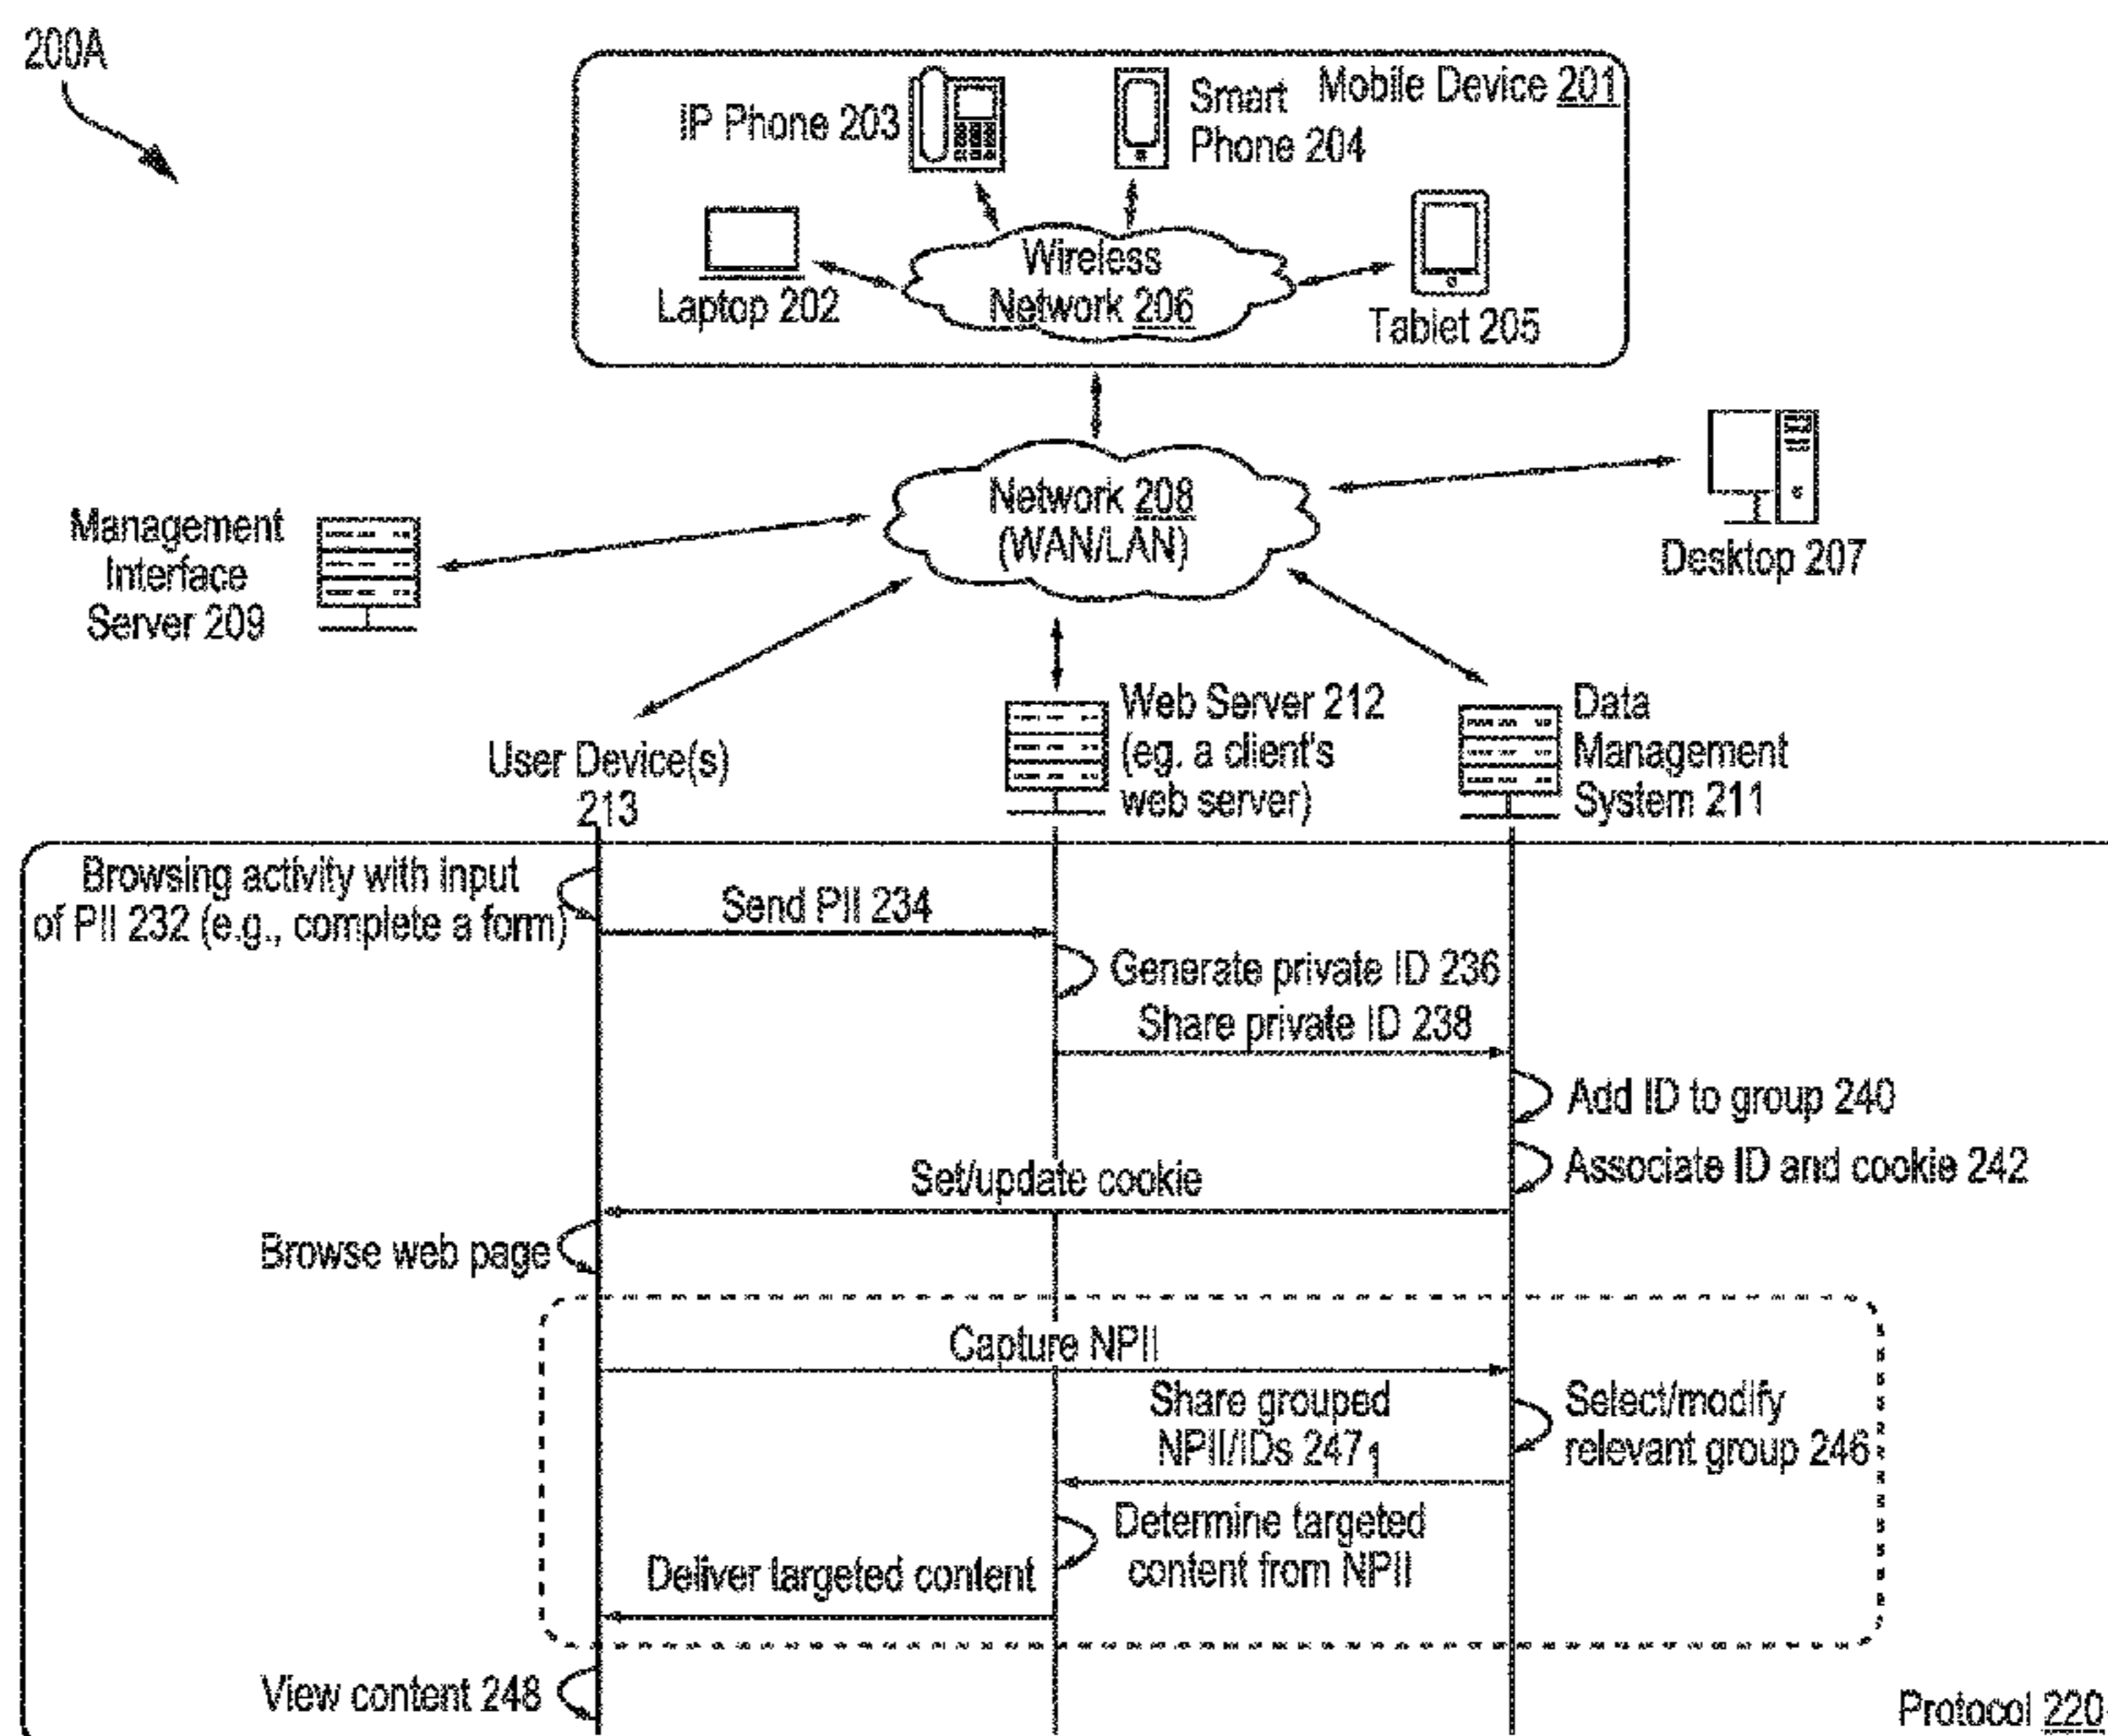 200A
Mobile Device 201
IP Phone 203
Smart
Phone 204
Laptop 202
Wireless
Network 206
Tablet 205
Network 208
(WAN/LAN)
Desktop 207
Management
Interface
Server 209
User Device(s)
213
Web Server 212
(eg. a client's
web server)
Data
Management
System 211
Browsing activity with input
of PII 232 (e.g., complete a form)
Send PII 234
Generate private ID 236
Share private ID 238
Add ID to group 240
Associate ID and cookie 242
Set/update cookie
Browse web page
Capture NPII
Select/modify
relevant group 246
Share grouped
NPII/IDs 247₁
Determine targeted
content from NPII
Deliver targeted content
View content 248
Protocol 220